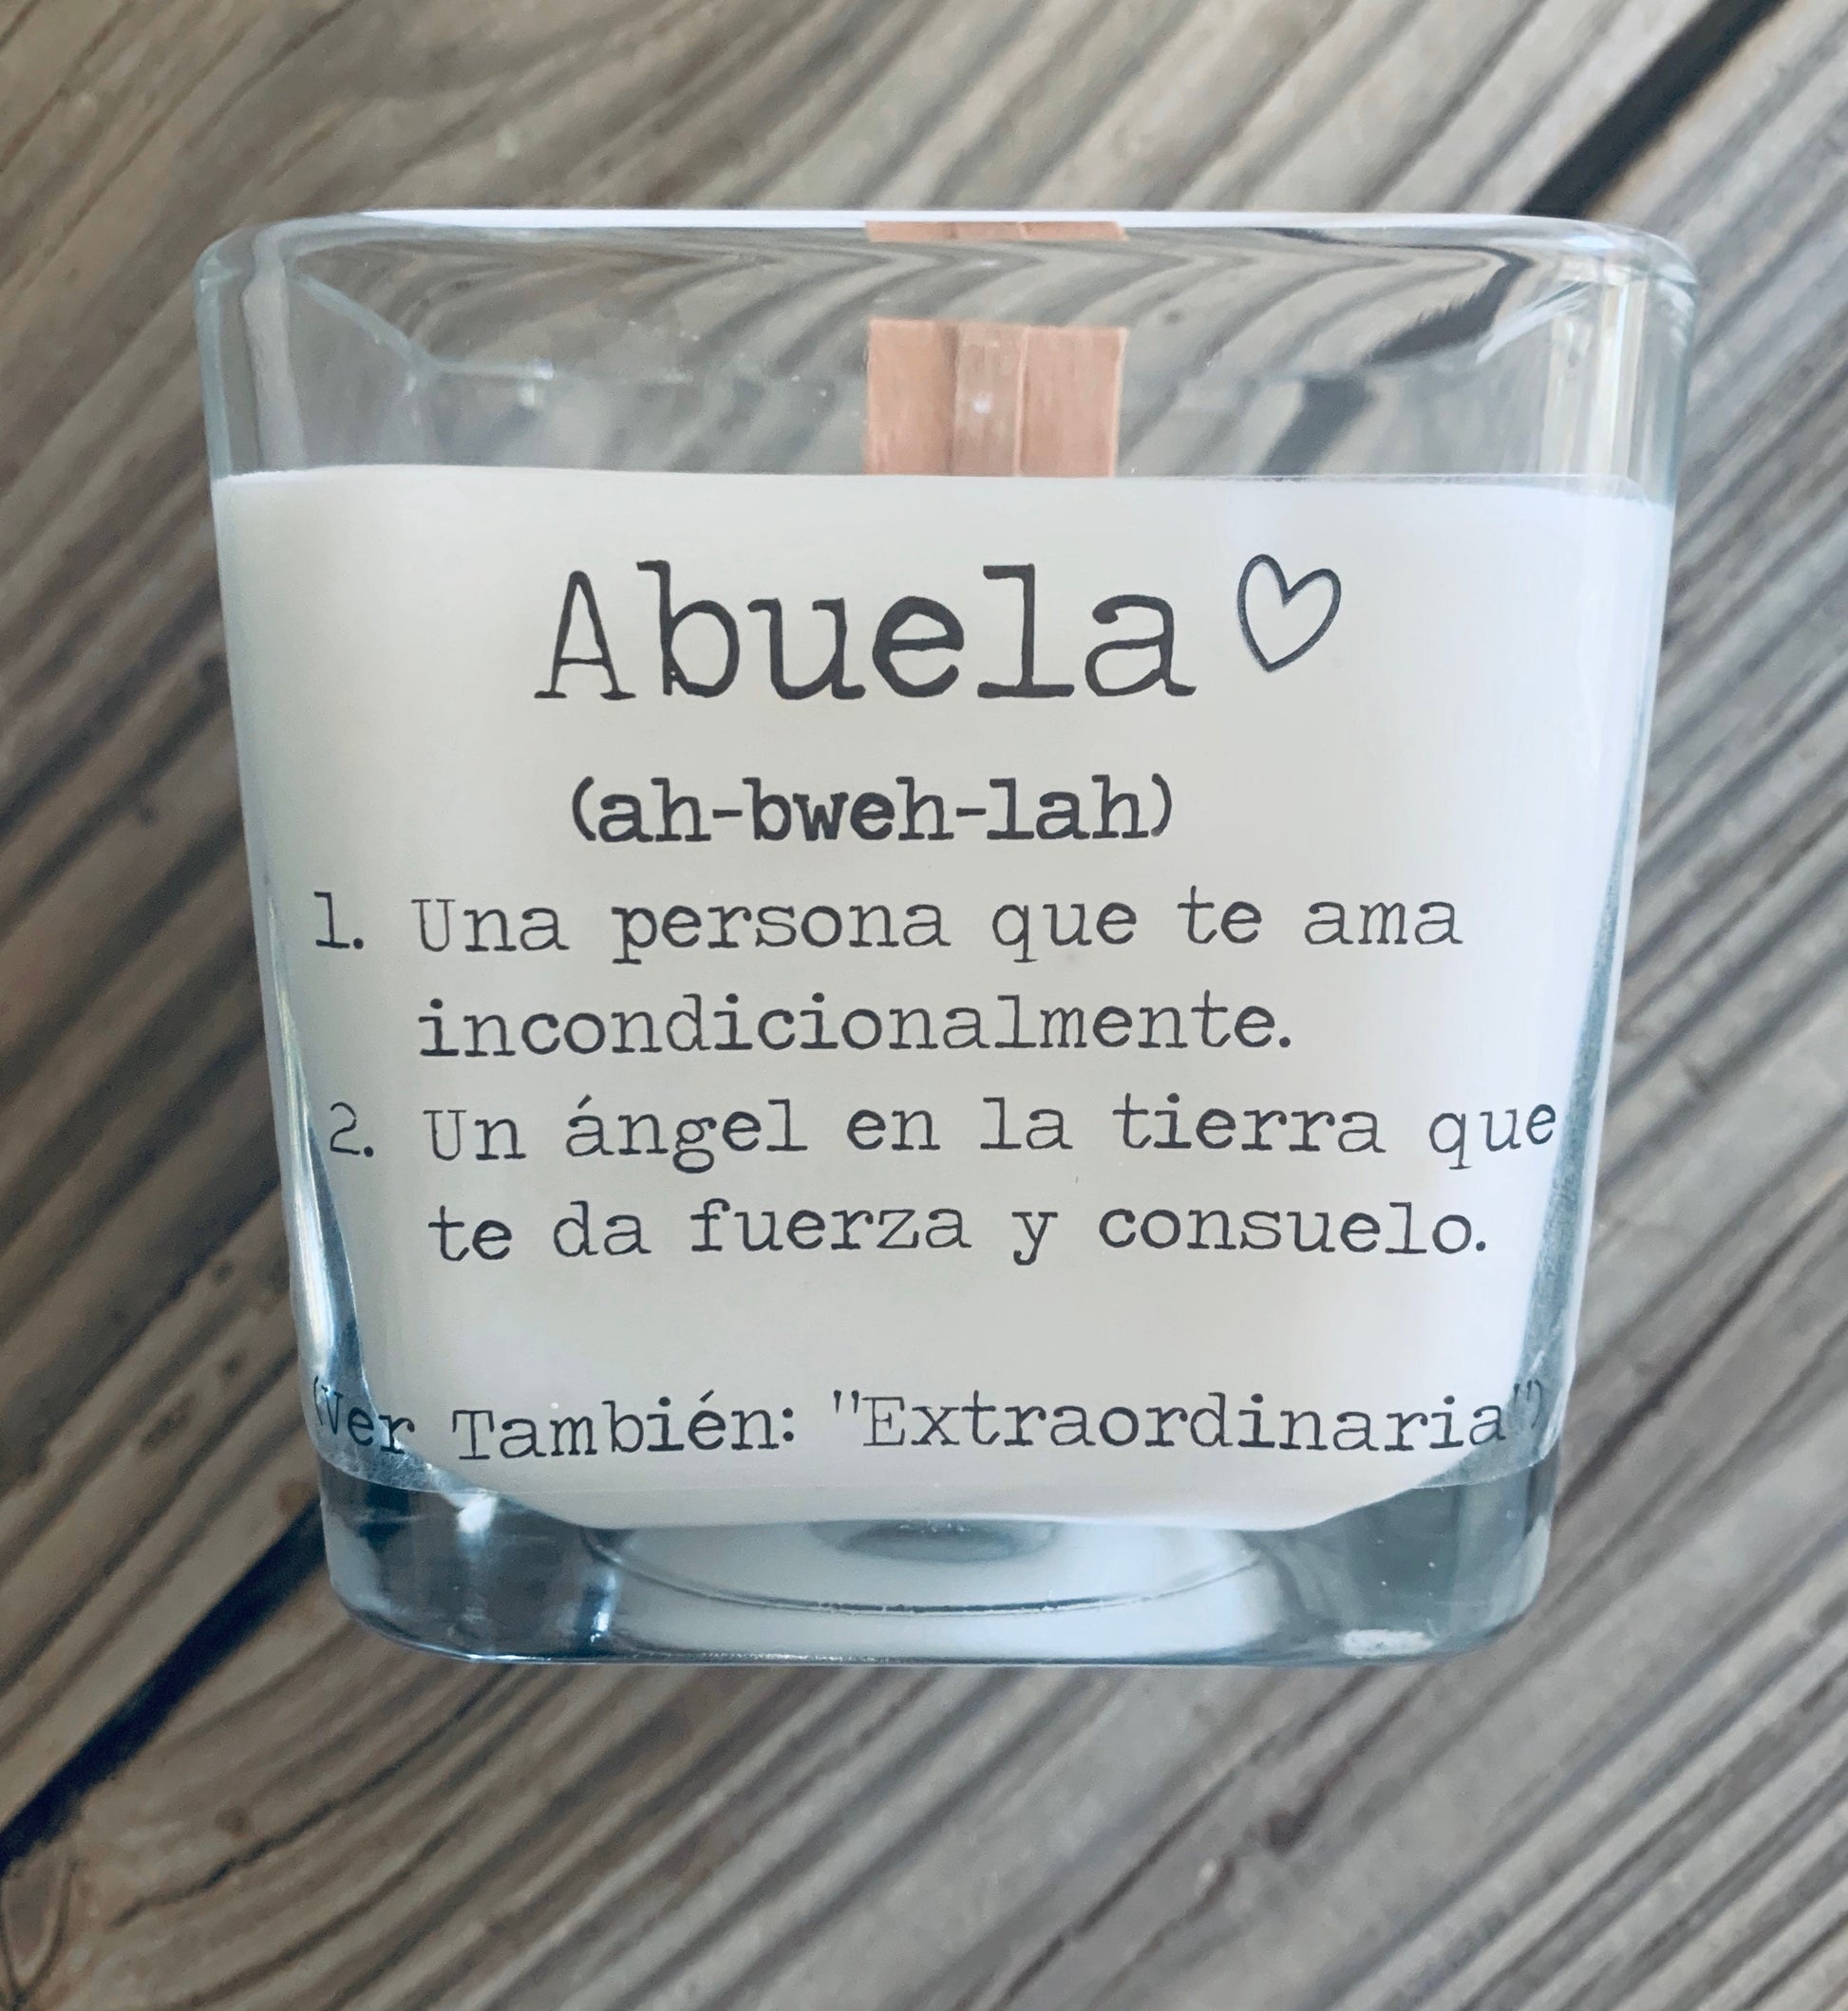 Abuela
(ah-bweh-lah)
1. Una persona que te ama
incondicionalmente.
2. Un ángel en la tierra que
te da fuerza y consuelo.
(Ver También: "Extraordinaria")